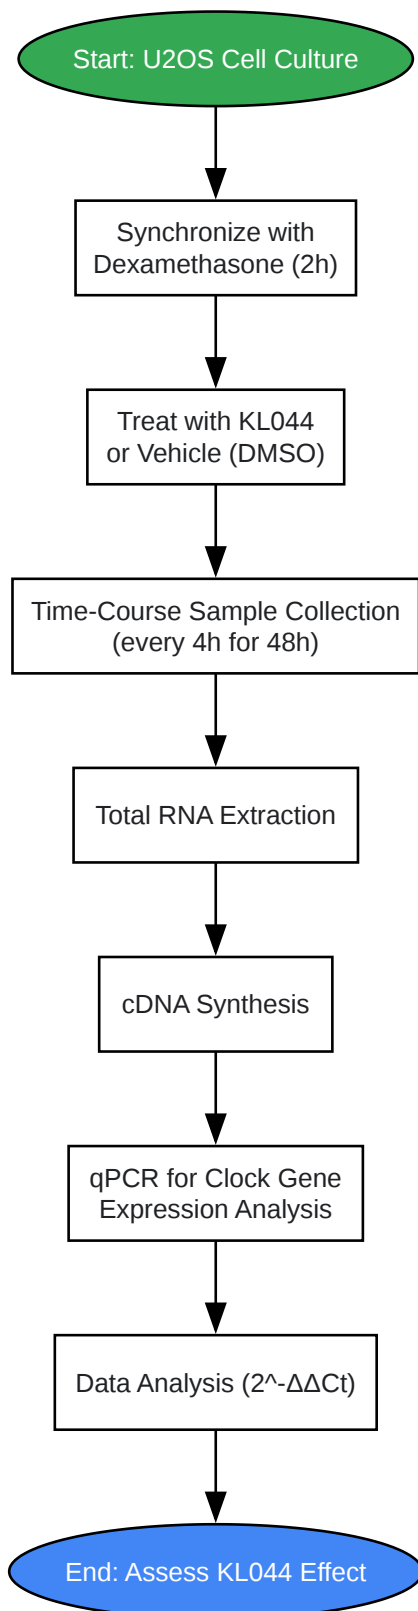 Start: U2OS Cell Culture
Synchronize with
Dexamethasone (2h)
Treat with KL044
or Vehicle (DMSO)
Time-Course Sample Collection
(every 4h for 48h)
Total RNA Extraction
cDNA Synthesis
qPCR for Clock Gene
Expression Analysis
Data Analysis (2^-ΔΔCt)
End: Assess KL044 Effect